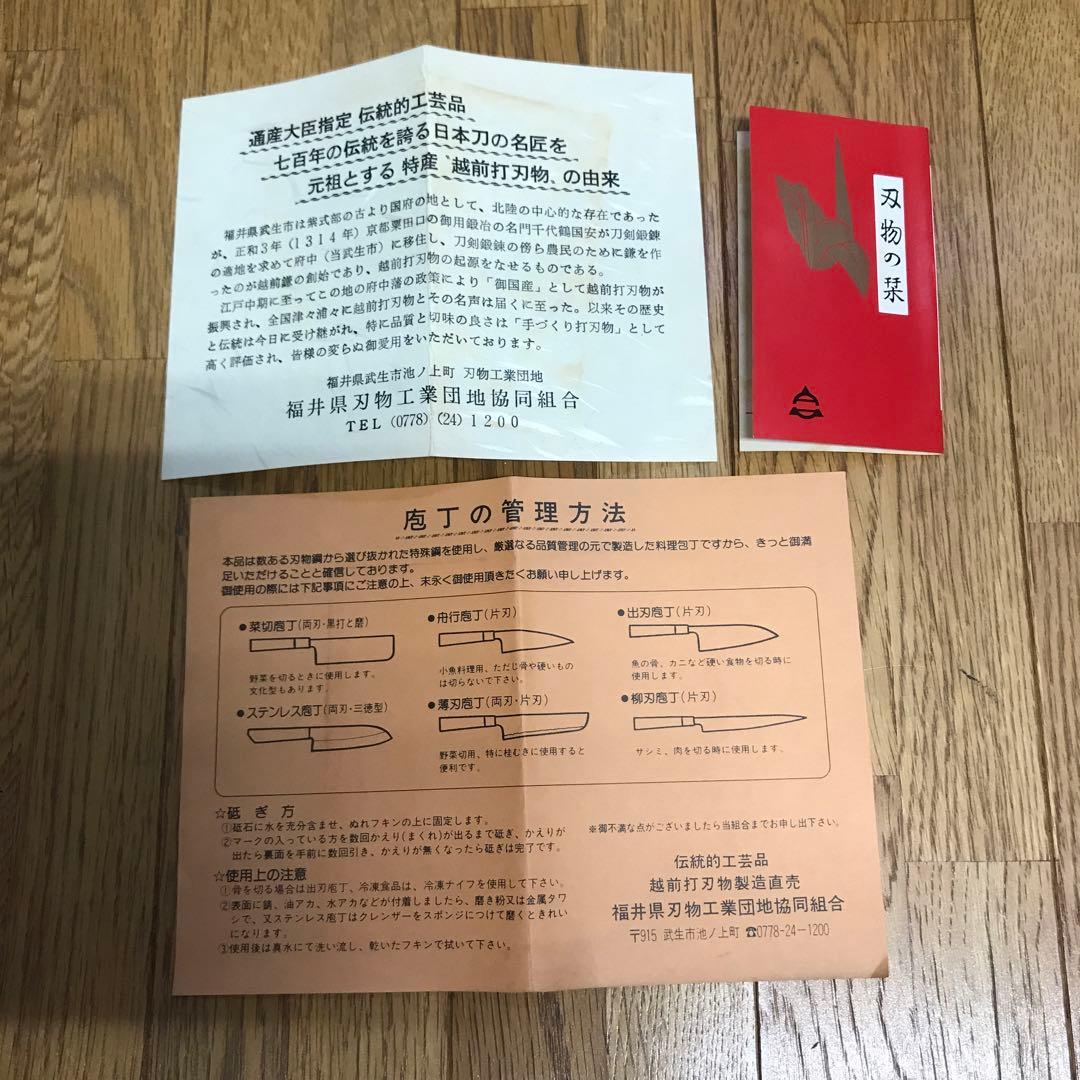 通産大臣指定 伝統的工芸品
七百年の伝統を誇る日本刀の名匠を
元祖とする 特産〝越前打刃物〟の由来
福井県武生市は紫式部の古より国府の地として、北陸の中心的な存在であった
が、正和3年(1314年)京都粟田口の御用鍛冶の名門千代鶴国安が刀剣鍛錬
の適地を求めて府中(当武生市)に移住し、刀剣鍛錬の傍ら農民のために鎌を作
ったのが越前鎌の創始であり、越前打刃物の起源をなせるものである。
江戸中期に至ってこの地の府中藩の政策により「御国産」として越前打刃物が
振興され、全国津々浦々に越前打刃物とその名声は届くに至った。以来その歴史
と伝統は今日に受け継がれ、特に品質と切味の良さは「手づくり打刃物」として
高く評価され、皆様の変らぬ御愛用をいただいております。
福井県武生市池ノ上町 刃物工業団地
福井県刃物工業団地協同組合
TEL (0778) (24) 1200
刃物の栞
庖丁の管理方法
本品は数ある刃物鋼から選び抜かれた特殊鋼を使用し、厳選なる品質管理の元で製造した料理包丁ですから、きっと御満
足いただけることと確信しております。
御使用の際には下記事項にご注意の上、末永く御使用頂きたくお願い申し上げます。
●菜切庖丁(両刃・黒打と磨)
野菜を切るときに使用します。
文化型もあります。
●舟行庖丁(片刃)
小魚料理用、ただし骨や硬いもの
は切らないで下さい。
●出刃庖丁(片刃)
魚の骨、カニなど硬い食物を切る時に
使用します。
●ステンレス庖丁(両刃・三徳型)
●薄刃庖丁(両刃・片刃)
野菜切用、特に桂むきに使用すると
便利です。
●柳刃庖丁(片刃)
サシミ、肉を切る時に使用します。
☆砥ぎ方
①砥石に水を充分含ませ、ぬれフキンの上に固定します。
②マークの入っている方を数回かえり(まくれ)が出るまで砥ぎ、かえりが
出たら裏面を手前に数回引き、かえりが無くなったら砥ぎは完了です。
☆使用上の注意
①骨を切る場合は出刃庖丁、冷凍食品は、冷凍ナイフを使用して下さい。
②表面に錆、油アカ、水アカなどが付着しましたら、磨き粉又は金属タワ
シで、又ステンレス庖丁はクレンザーをスポンジにつけて磨くときれい
になります。
③使用後は真水にて洗い流し、乾いたフキンで拭いて下さい。
※御不満な点がございましたら当組合までお申し出下さい。
伝統的工芸品
越前打刃物製造直売
福井県刃物工業団地協同組合
〒915 武生市池ノ上町 ☎0778-24-1200